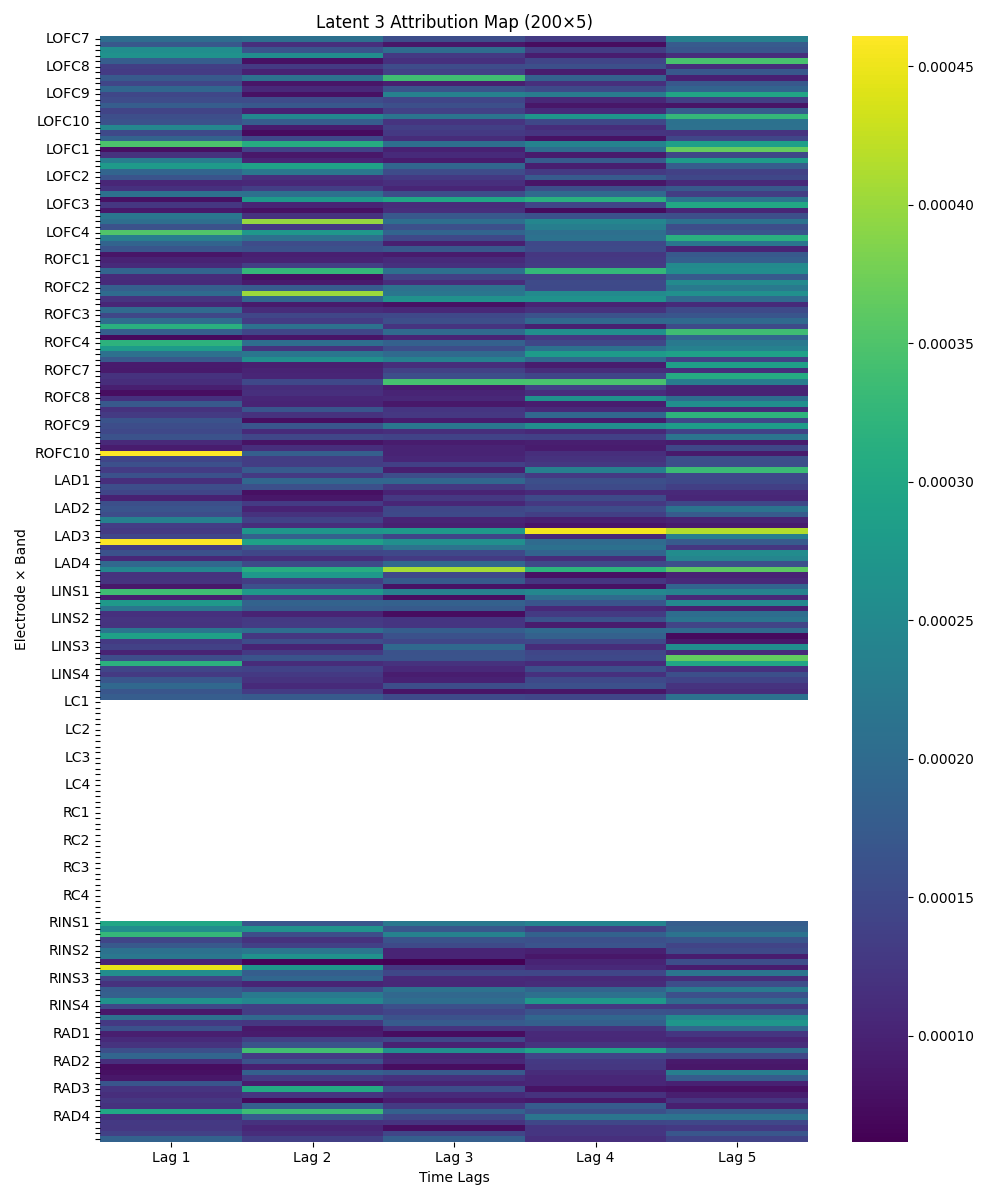 Latent 3 Attribution Map (200×5)
LOFC7
LOFC8
LOFC9
LOFC10
LOFC1
LOFC2
LOFC3
LOFC4
ROFC1
ROFC2
ROFC3
ROFC4
ROFC7
ROFC8
ROFC9
ROFC10
LAD1
LAD2
LAD3
LAD4
LINS1
LINS2
LINS3
LINS4
LC1
LC2
LC3
LC4
RC1
RC2
RC3
RC4
RINS1
RINS2
RINS3
RINS4
RAD1
RAD2
RAD3
RAD4
Electrode × Band
Lag 1 Lag 2 Lag 3 Lag 4 Lag 5
Time Lags
0.00045
0.00040
0.00035
0.00030
0.00025
0.00020
0.00015
0.00010